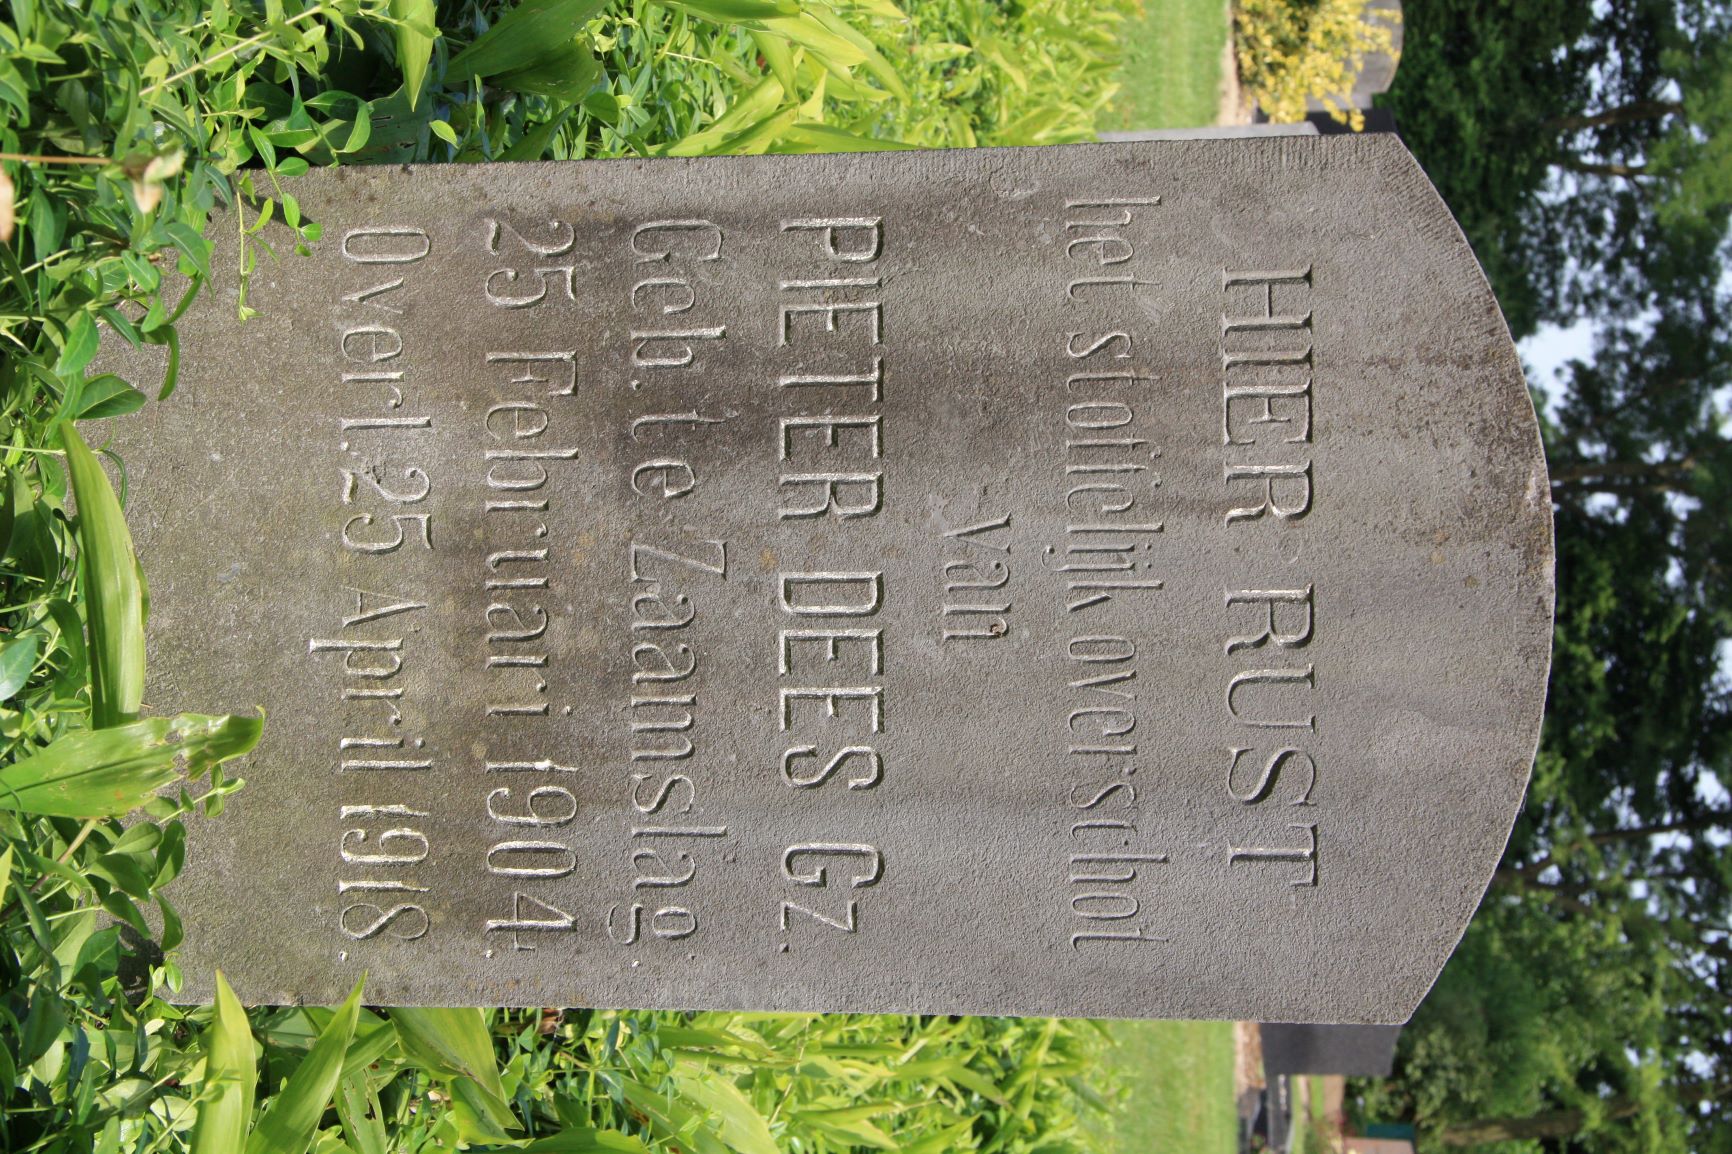 HIER RUST
het stoffelijk overschot
van
PIETER DEES GZ.
Geb. te Zaamslag.
25 Februari 1904.
Overl. 25 April 1918.